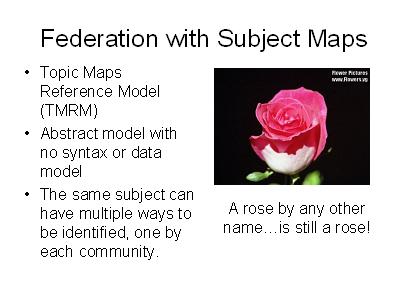 Federation with Subject Maps
• Topic Maps
Reference Model
(TMRM)
• Abstract model with
no syntax or data
model
• The same subject can
have multiple ways to
be identified, one by
each community.
Flower Pictures
www.Flowers.vg
A rose by any other
name…is still a rose!